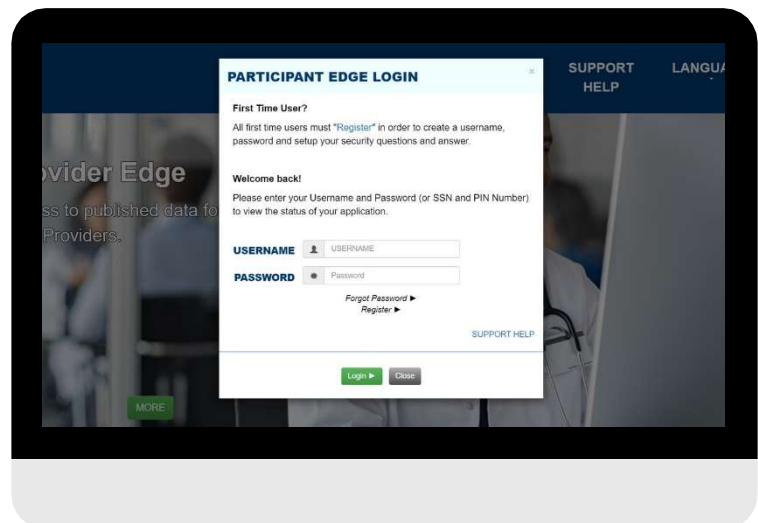 PARTICIPANT EDGE LOGIN
×
SUPPORT
HELP
LANGUA
First Time User?
All first time users must "Register" in order to create a username,
password and setup your security questions and answer.
Welcome back!
Please enter your Username and Password (or SSN and PIN Number)
to view the status of your application.
USERNAME USERNAME
PASSWORD Password
Forgot Password ►
Register ►
SUPPORT HELP
Login ► Close
ovider Edge
ss to published data fo
Providers.
MORE